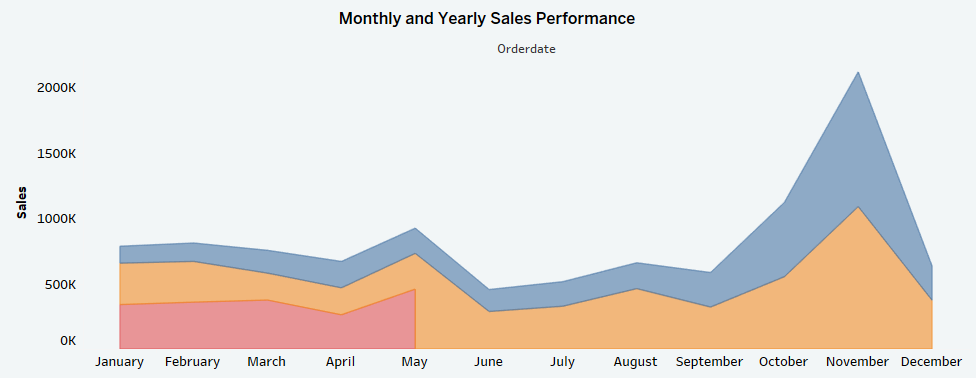 Monthly and Yearly Sales Performance
Orderdate
2000K
1500K
1000K
500K
0K
Sales
January February March April May June July August September October November December